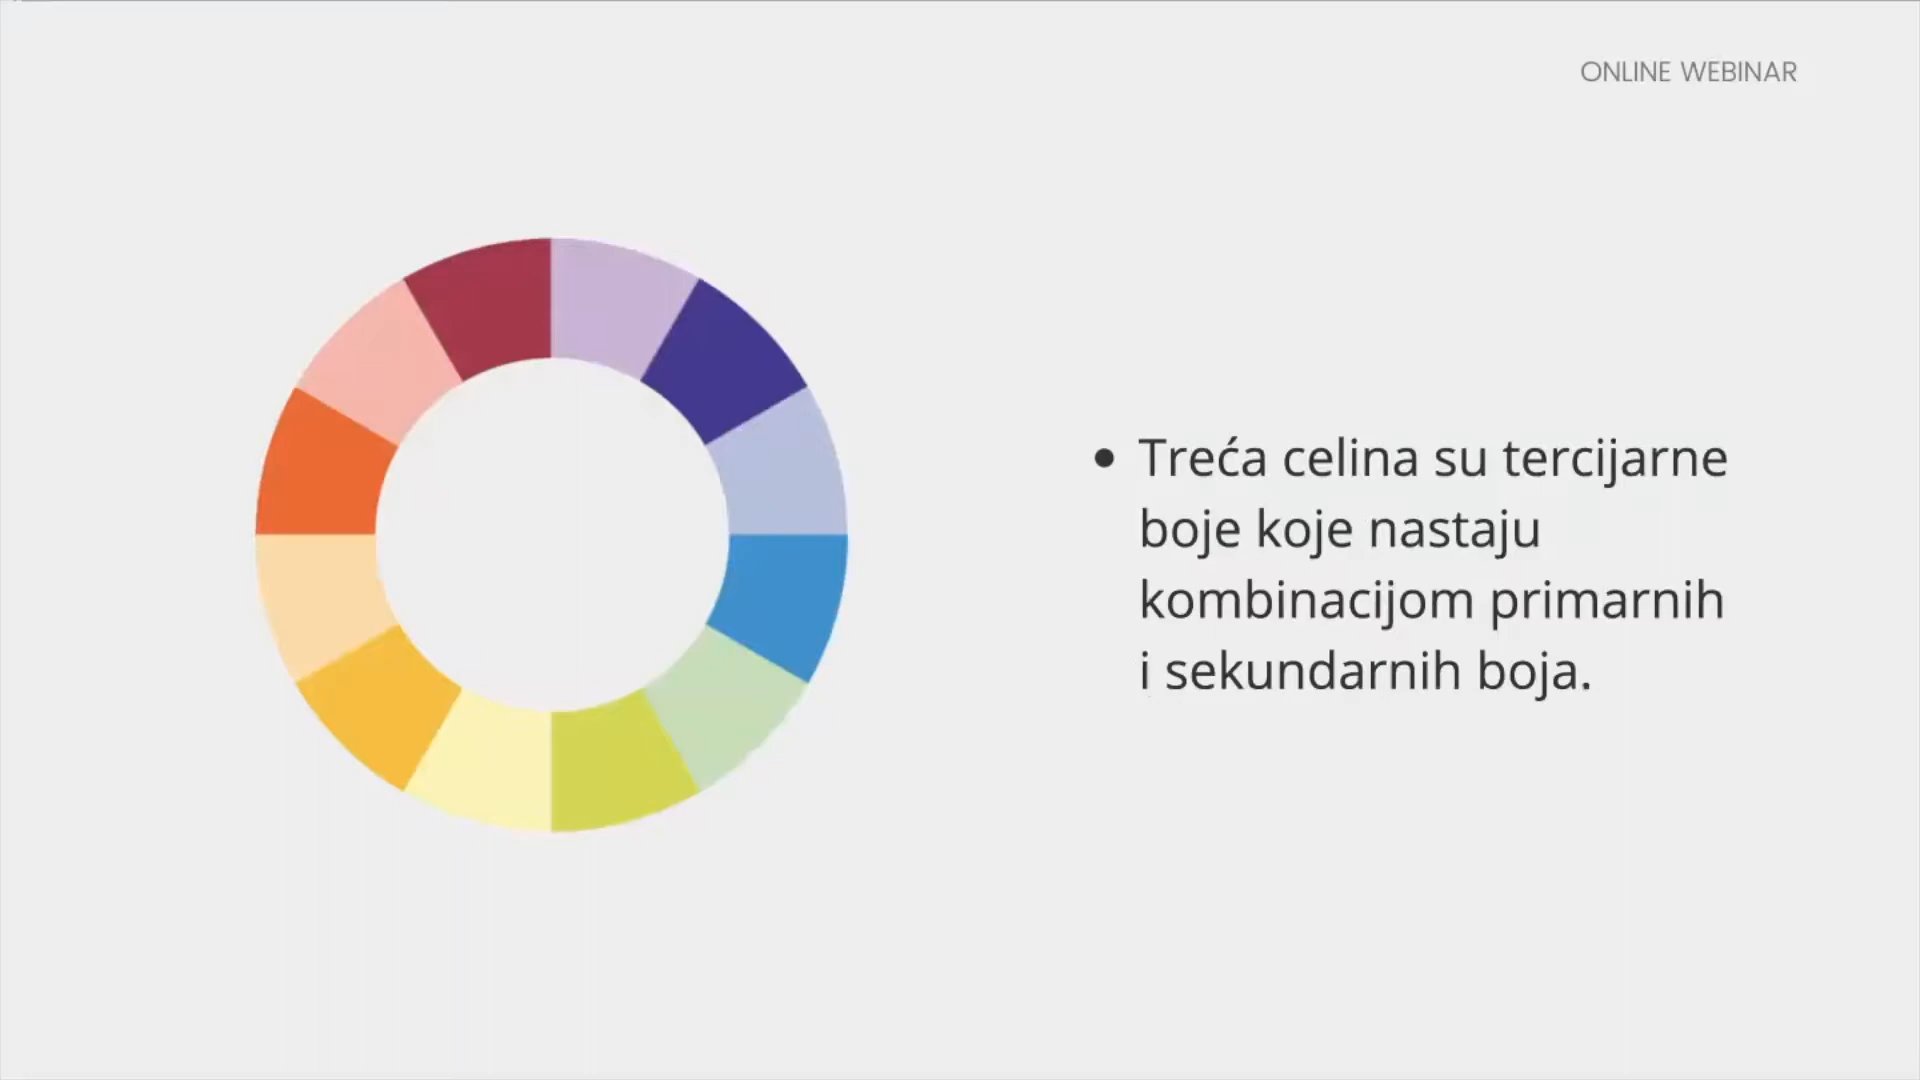 ONLINE WEBINAR
• Treća celina su tercijarne
boje koje nastaju
kombinacijom primarnih
i sekundarnih boja.